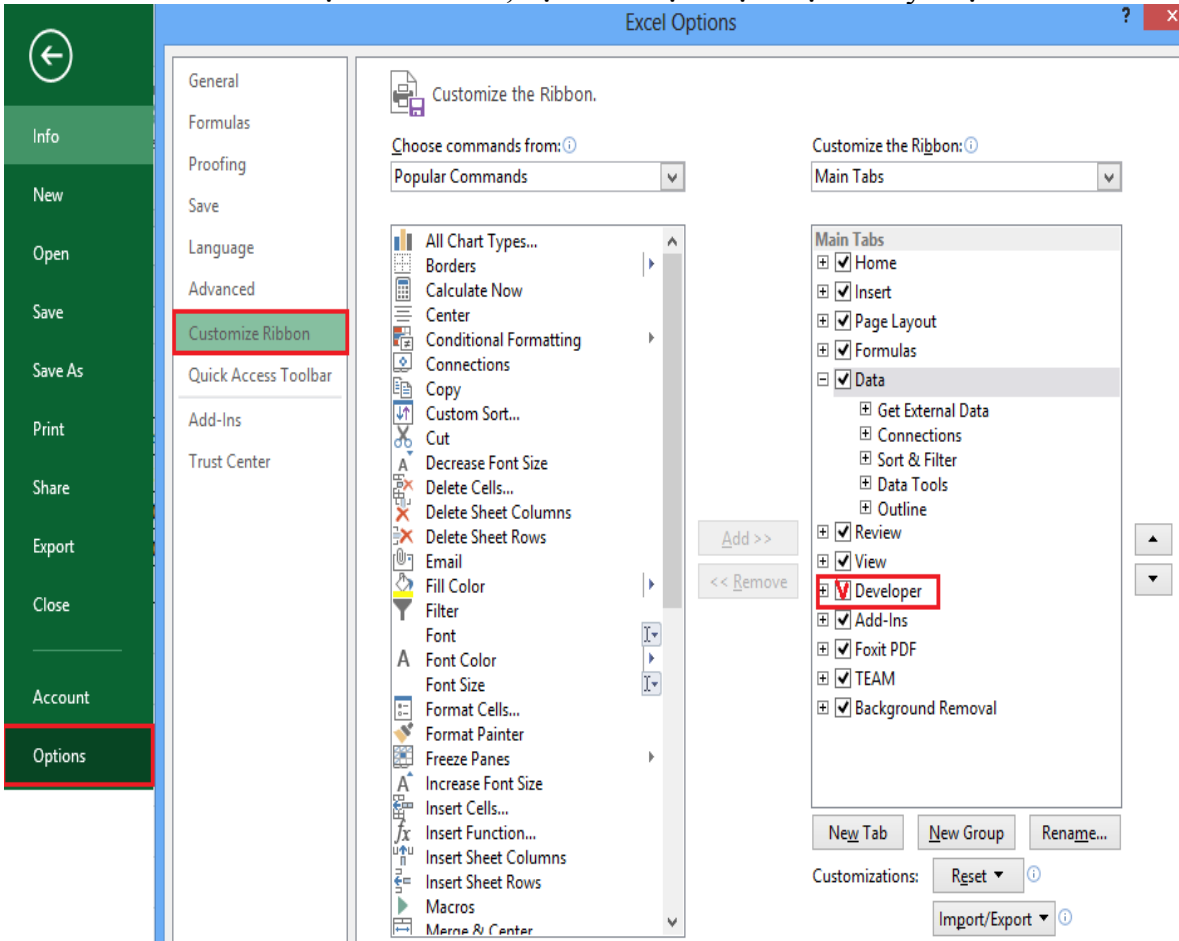 Excel Options
?
X
Info
New
Open
Save
Save As
Print
Share
Export
Close
Account
Options
General
Formulas
Proofing
Save
Language
Advanced
Customize Ribbon
Quick Access Toolbar
Add-Ins
Trust Center
Customize the Ribbon.
Choose commands from:
Popular Commands
All Chart Types...
Borders
Calculate Now
Center
Conditional Formatting
Connections
Copy
Custom Sort...
Cut
Decrease Font Size
Delete Cells...
Delete Sheet Columns
Delete Sheet Rows
Email
Fill Color
Filter
Font
Font Color
Font Size
Format Cells...
Format Painter
Freeze Panes
Increase Font Size
Insert Cells...
Insert Function...
Insert Sheet Columns
Insert Sheet Rows
Macros
Merge & Center
Add >>
<< Remove
Customize the Ribbon:
Main Tabs
Main Tabs
Home
Insert
Page Layout
Formulas
Data
Get External Data
Connections
Sort & Filter
Data Tools
Outline
Review
View
Developer
Add-Ins
Foxit PDF
TEAM
Background Removal
New Tab
New Group
Rename...
Customizations:
Reset
Import/Export